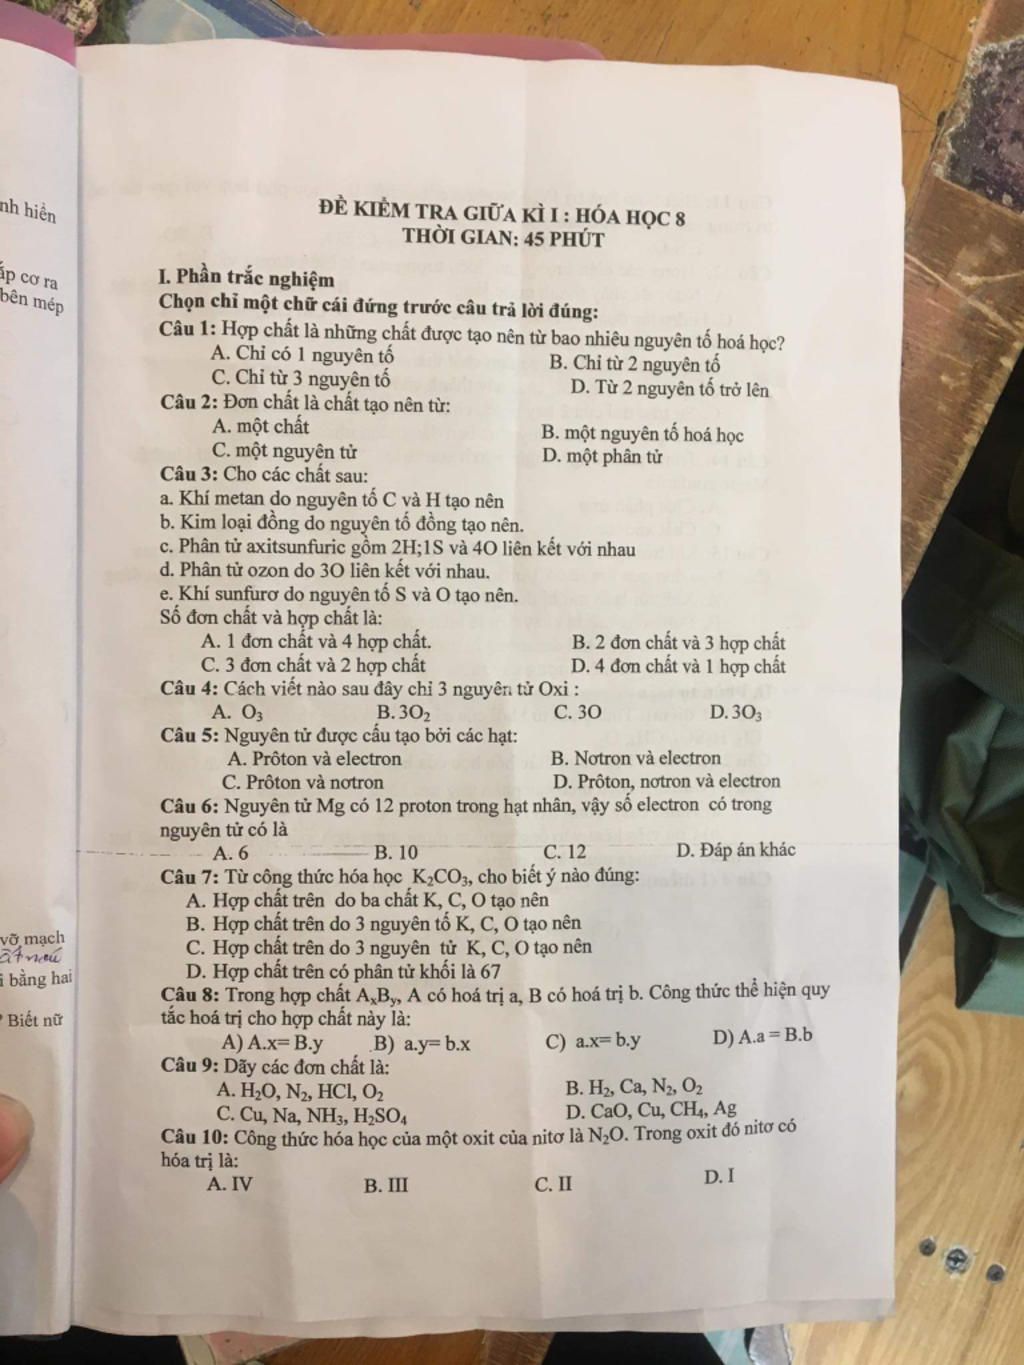 nh hiền
ắp cơ ra
bên mép
vỡ mạch
i bằng hai
? Biết nữ
ĐỀ KIỂM TRA GIỮA KÌ I : HÓA HỌC 8
THỜI GIAN: 45 PHÚT
I. Phần trắc nghiệm
Chọn chỉ một chữ cái đứng trước câu trả lời đúng:
Câu 1: Hợp chất là những chất được tạo nên từ bao nhiêu nguyên tố hoá học?
A. Chỉ có 1 nguyên tố B. Chỉ từ 2 nguyên tố
C. Chỉ từ 3 nguyên tố D. Từ 2 nguyên tố trở lên
Câu 2: Đơn chất là chất tạo nên từ:
A. một chất B. một nguyên tố hoá học
C. một nguyên tử D. một phân tử
Câu 3: Cho các chất sau:
a. Khí metan do nguyên tố C và H tạo nên
b. Kim loại đồng do nguyên tố đồng tạo nên.
c. Phân tử axitsunfuric gồm 2H;1S và 4O liên kết với nhau
d. Phân tử ozon do 3O liên kết với nhau.
e. Khí sunfurơ do nguyên tố S và O tạo nên.
Số đơn chất và hợp chất là:
A. 1 đơn chất và 4 hợp chất. B. 2 đơn chất và 3 hợp chất
C. 3 đơn chất và 2 hợp chất D. 4 đơn chất và 1 hợp chất
Câu 4: Cách viết nào sau đây chỉ 3 nguyên tử Oxi :
A. O₃ B. 3O₂ C. 3O D. 3O₃
Câu 5: Nguyên tử được cấu tạo bởi các hạt:
A. Prôton và electron B. Nơtron và electron
C. Prôton và nơtron D. Prôton, nơtron và electron
Câu 6: Nguyên tử Mg có 12 proton trong hạt nhân, vậy số electron có trong
nguyên tử có là
A. 6 B. 10 C. 12 D. Đáp án khác
Câu 7: Từ công thức hóa học K₂CO₃, cho biết ý nào đúng:
A. Hợp chất trên do ba chất K, C, O tạo nên
B. Hợp chất trên do 3 nguyên tố K, C, O tạo nên
C. Hợp chất trên do 3 nguyên tử K, C, O tạo nên
D. Hợp chất trên có phân tử khối là 67
Câu 8: Trong hợp chất AₓBᵧ, A có hoá trị a, B có hoá trị b. Công thức thể hiện quy
tắc hoá trị cho hợp chất này là:
A) A.x= B.y B) a.y= b.x C) a.x= b.y D) A.a = B.b
Câu 9: Dãy các đơn chất là:
A. H₂O, N₂, HCl, O₂ B. H₂, Ca, N₂, O₂
C. Cu, Na, NH₃, H₂SO₄ D. CaO, Cu, CH₄, Ag
Câu 10: Công thức hóa học của một oxit của nitơ là N₂O. Trong oxit đó nitơ có
hóa trị là:
A. IV B. III C. II D. I